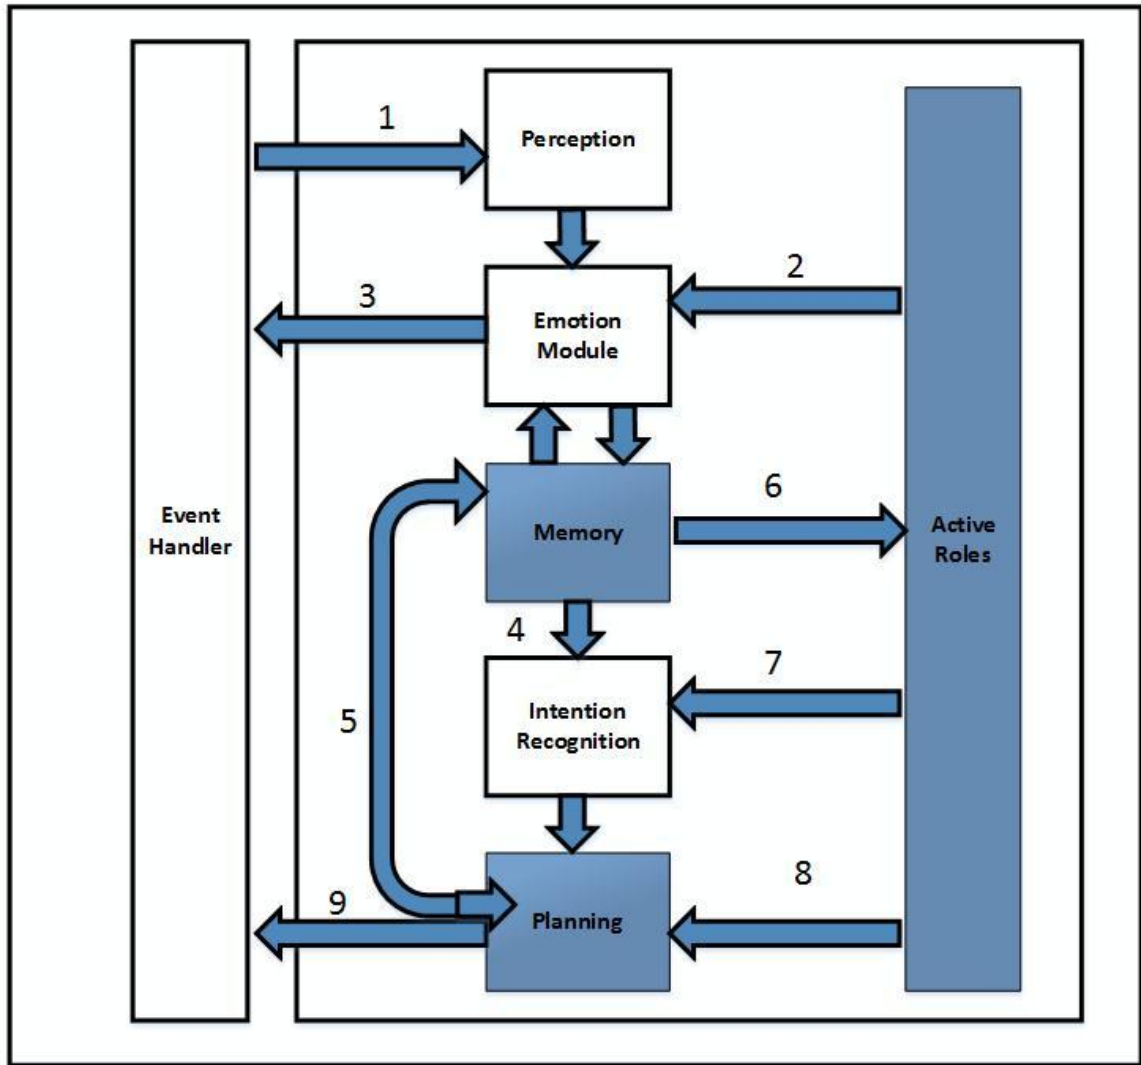 1
Perception
2
3
Emotion
Module
6
Event
Handler
Memory
Active
Roles
4
5
7
Intention
Recognition
8
9
Planning